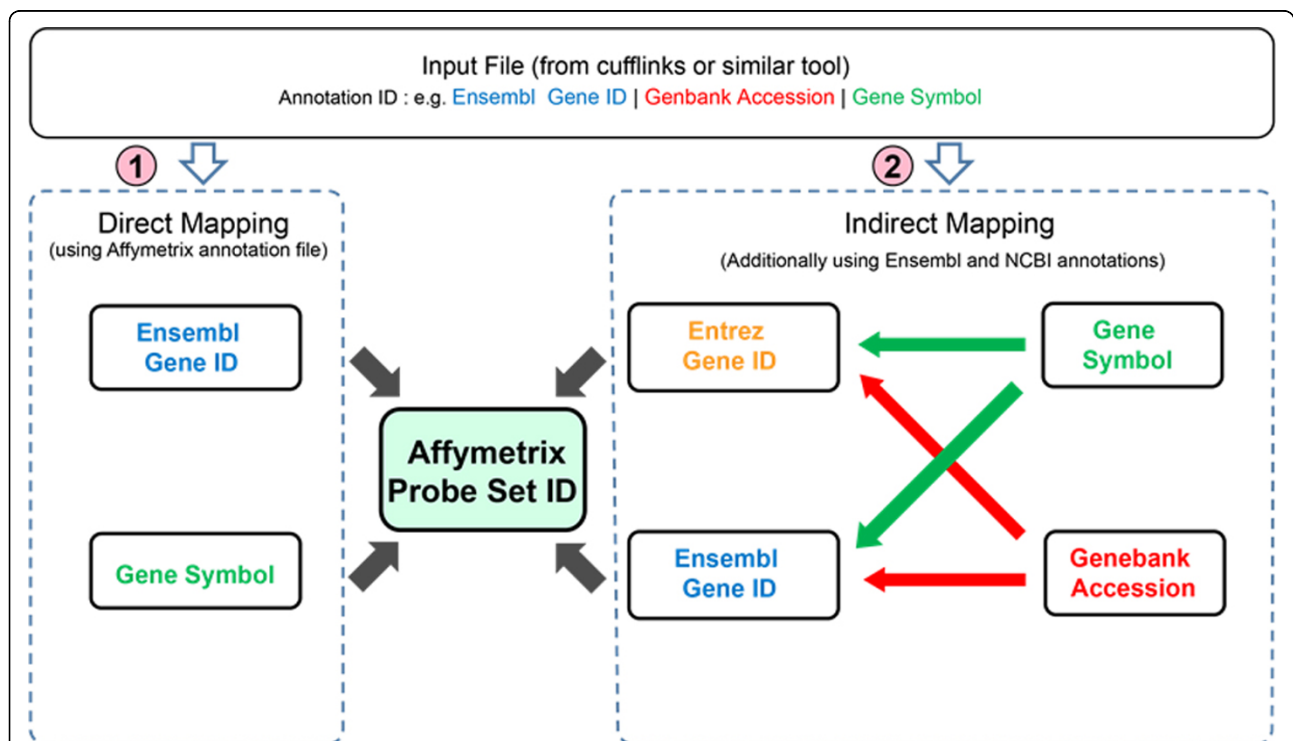 Input File (from cufflinks or similar tool)
Annotation ID : e.g. Ensembl Gene ID | Genbank Accession | Gene Symbol
1
2
Direct Mapping
(using Affymetrix annotation file)
Ensembl
Gene ID
Gene Symbol
Affymetrix
Probe Set ID
Indirect Mapping
(Additionally using Ensembl and NCBI annotations)
Entrez
Gene ID
Gene
Symbol
Ensembl
Gene ID
Genebank
Accession